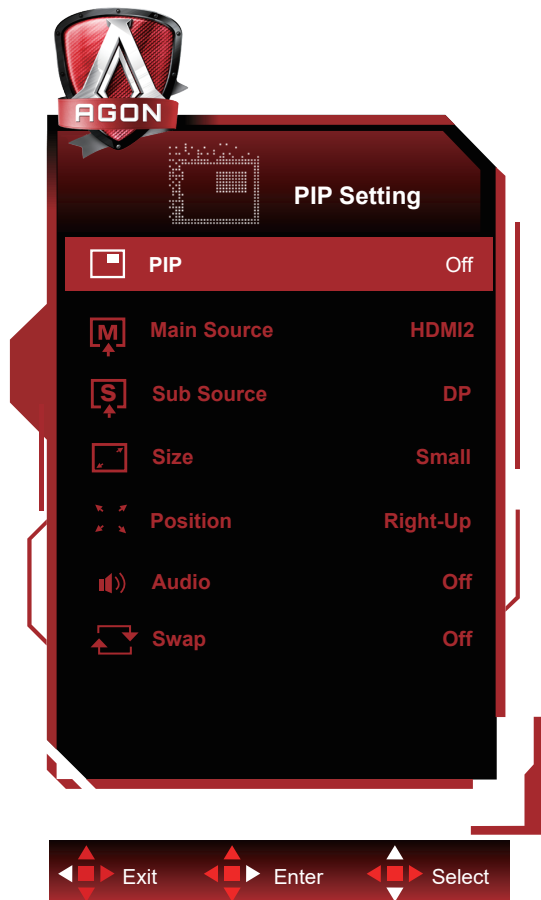 AGON
PIP Setting
PIP Off
Main Source HDMI2
Sub Source DP
Size Small
Position Right-Up
Audio Off
Swap Off
Exit Enter Select